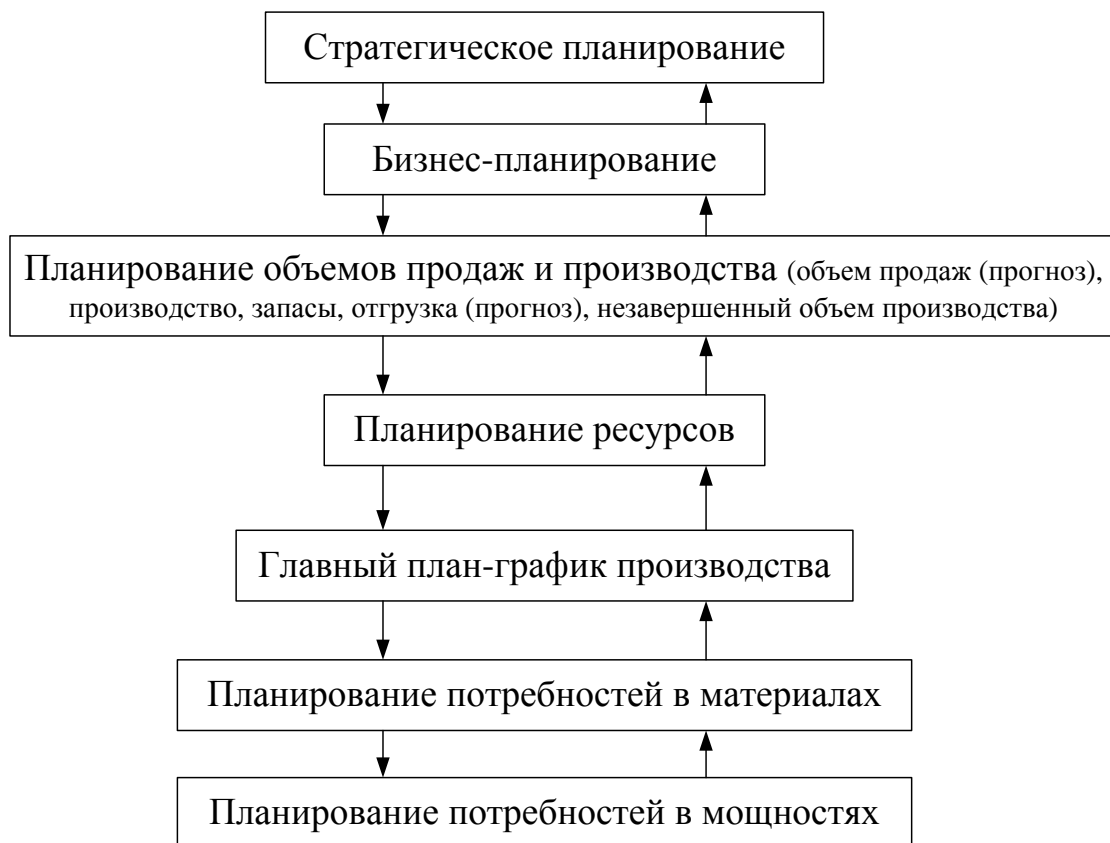 Стратегическое планирование
Бизнес-планирование
Планирование объемов продаж и производства (объем продаж (прогноз),
производство, запасы, отгрузка (прогноз), незавершенный объем производства)
Планирование ресурсов
Главный план-график производства
Планирование потребностей в материалах
Планирование потребностей в мощностях